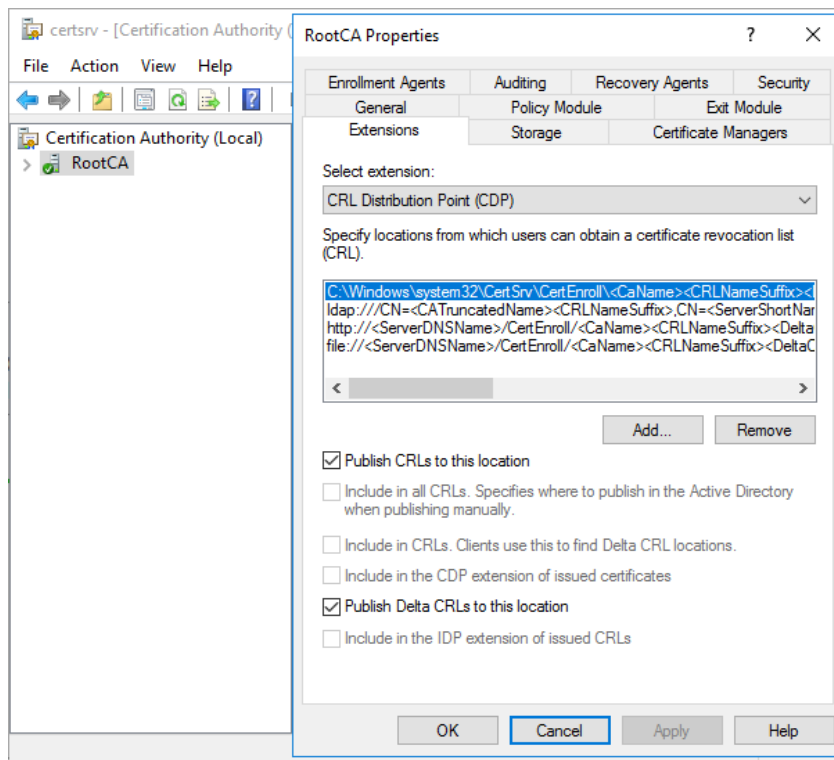 certsrv - [Certification Authority (
File Action View Help
Certification Authority (Local)
RootCA
RootCA Properties
?
Enrollment Agents Auditing Recovery Agents Security
General Policy Module Exit Module
Extensions Storage Certificate Managers
Select extension:
CRL Distribution Point (CDP)
Specify locations from which users can obtain a certificate revocation list
(CRL).
C:\Windows\system32\CertSrv\CertEnroll\<CaName><CRLNameSuffix><
ldap:///CN=<CATruncatedName><CRLNameSuffix>,CN=<ServerShortNar
http://<ServerDNSName>/CertEnroll/<CaName><CRLNameSuffix><Delta
file://<ServerDNSName>/CertEnroll/<CaName><CRLNameSuffix><DeltaC
Add... Remove
Publish CRLs to this location
Include in all CRLs. Specifies where to publish in the Active Directory
when publishing manually.
Include in CRLs. Clients use this to find Delta CRL locations.
Include in the CDP extension of issued certificates
Publish Delta CRLs to this location
Include in the IDP extension of issued CRLs
OK Cancel Apply Help